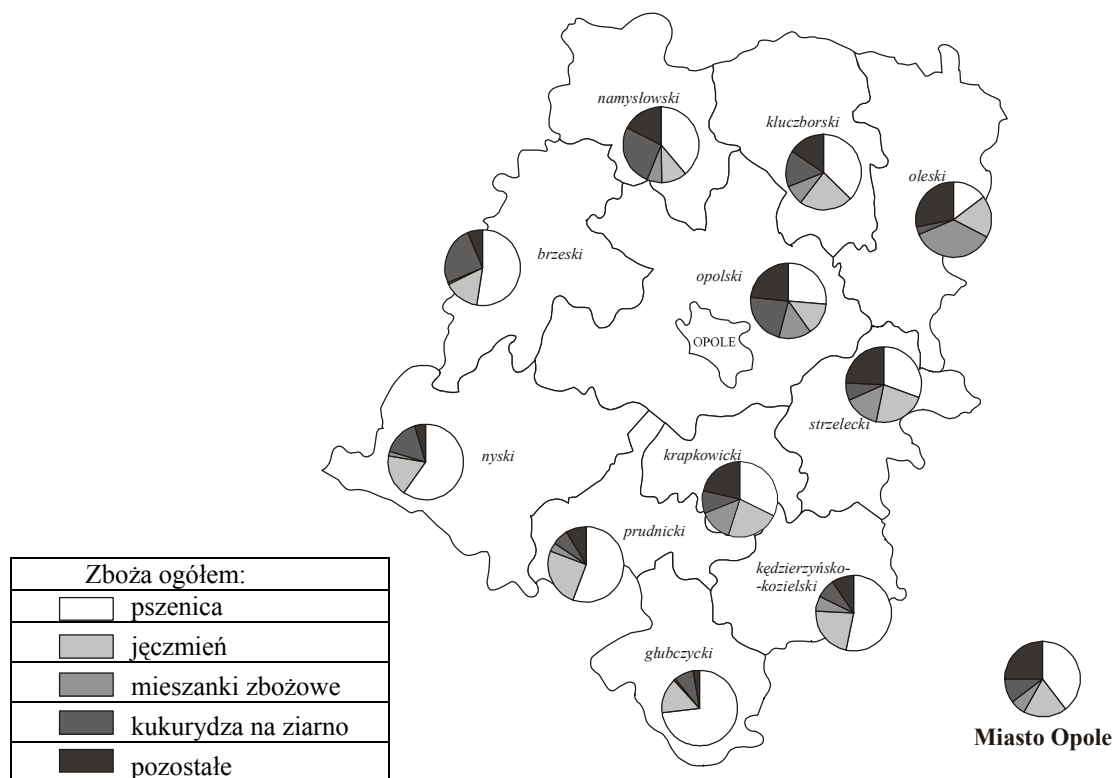 namysłowski
kluczborski
oleski
brzeski
opolski
OPOLE
strzelecki
nyski
krapkowicki
prudnicki
kędzierzyńsko-
-kozielski
głubczycki
Zboża ogółem:
pszenica
jęczmień
mieszanki zbożowe
kukurydza na ziarno
pozostałe
Miasto Opole